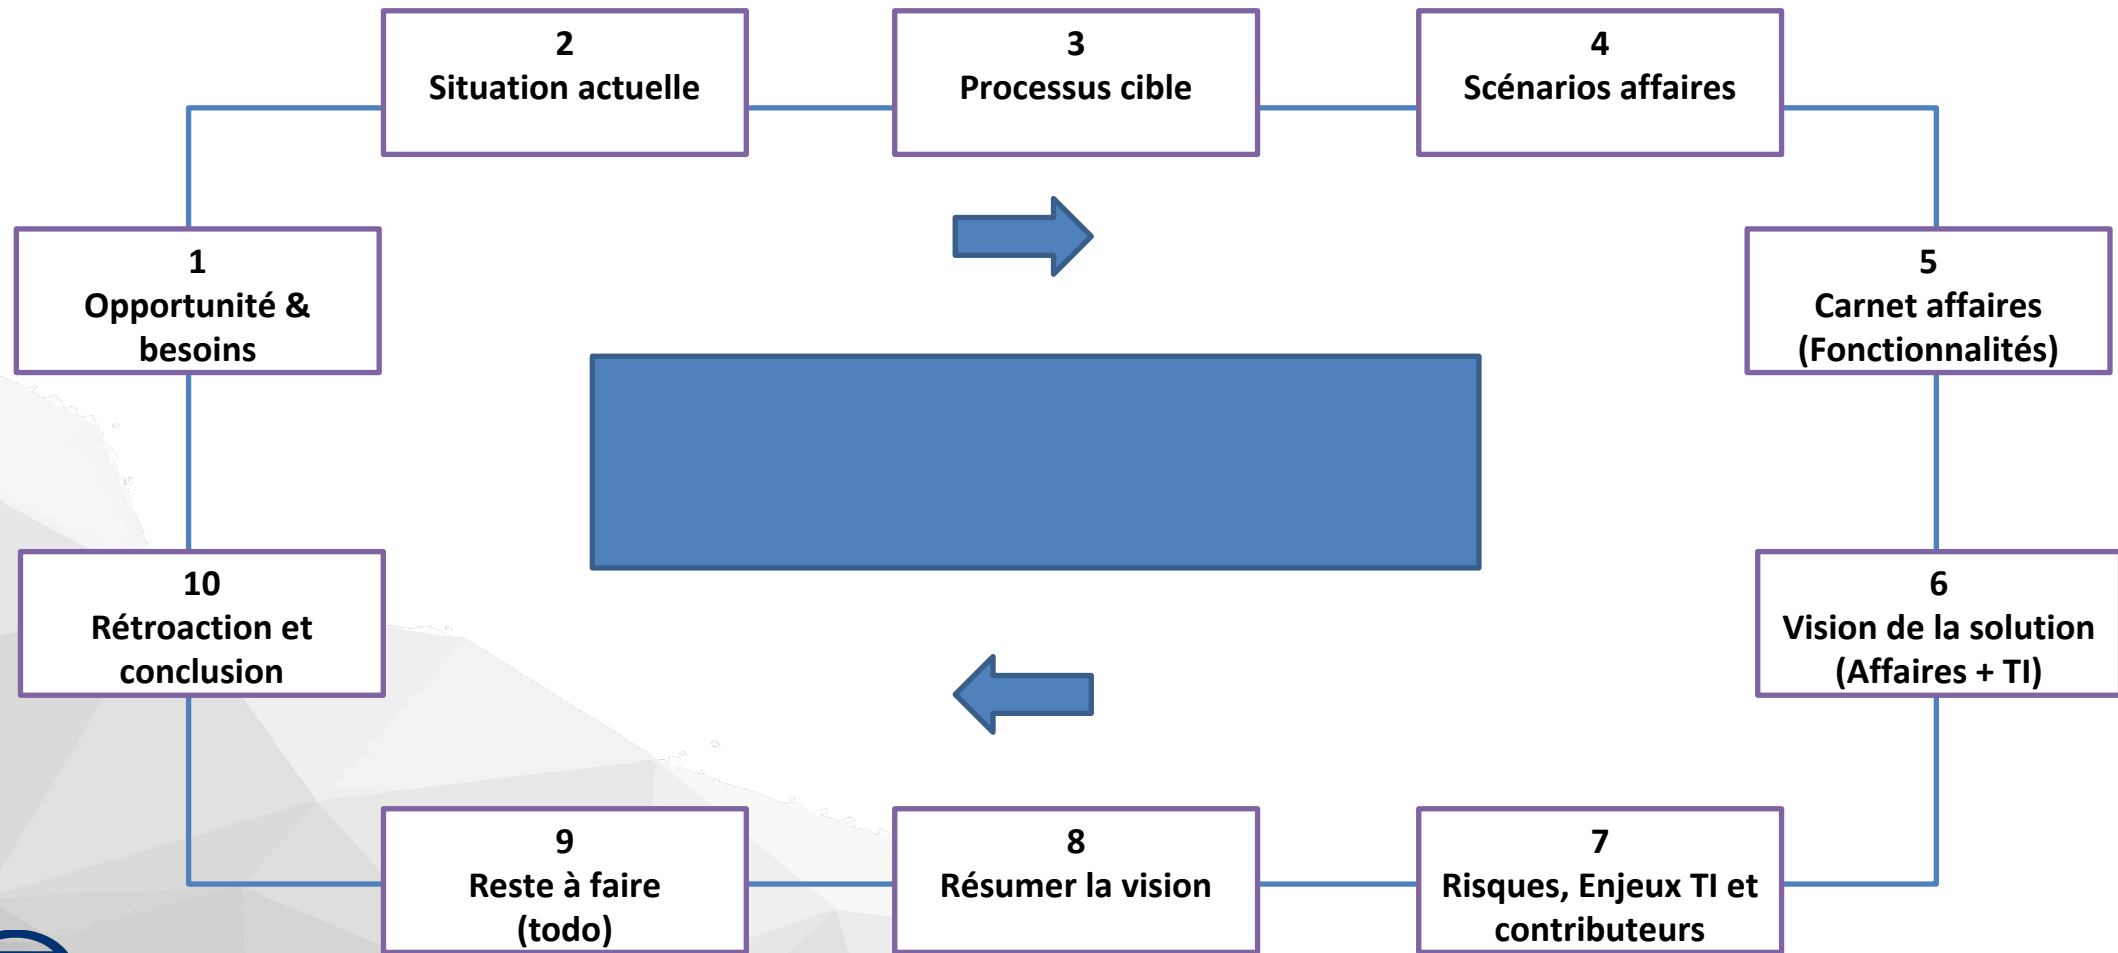 1
Opportunité &
besoins
2
Situation actuelle
3
Processus cible
4
Scénarios affaires
5
Carnet affaires
(Fonctionnalités)
6
Vision de la solution
(Affaires + TI)
7
Risques, Enjeux TI et
contributeurs
8
Résumer la vision
9
Reste à faire
(todo)
10
Rétroaction et
conclusion